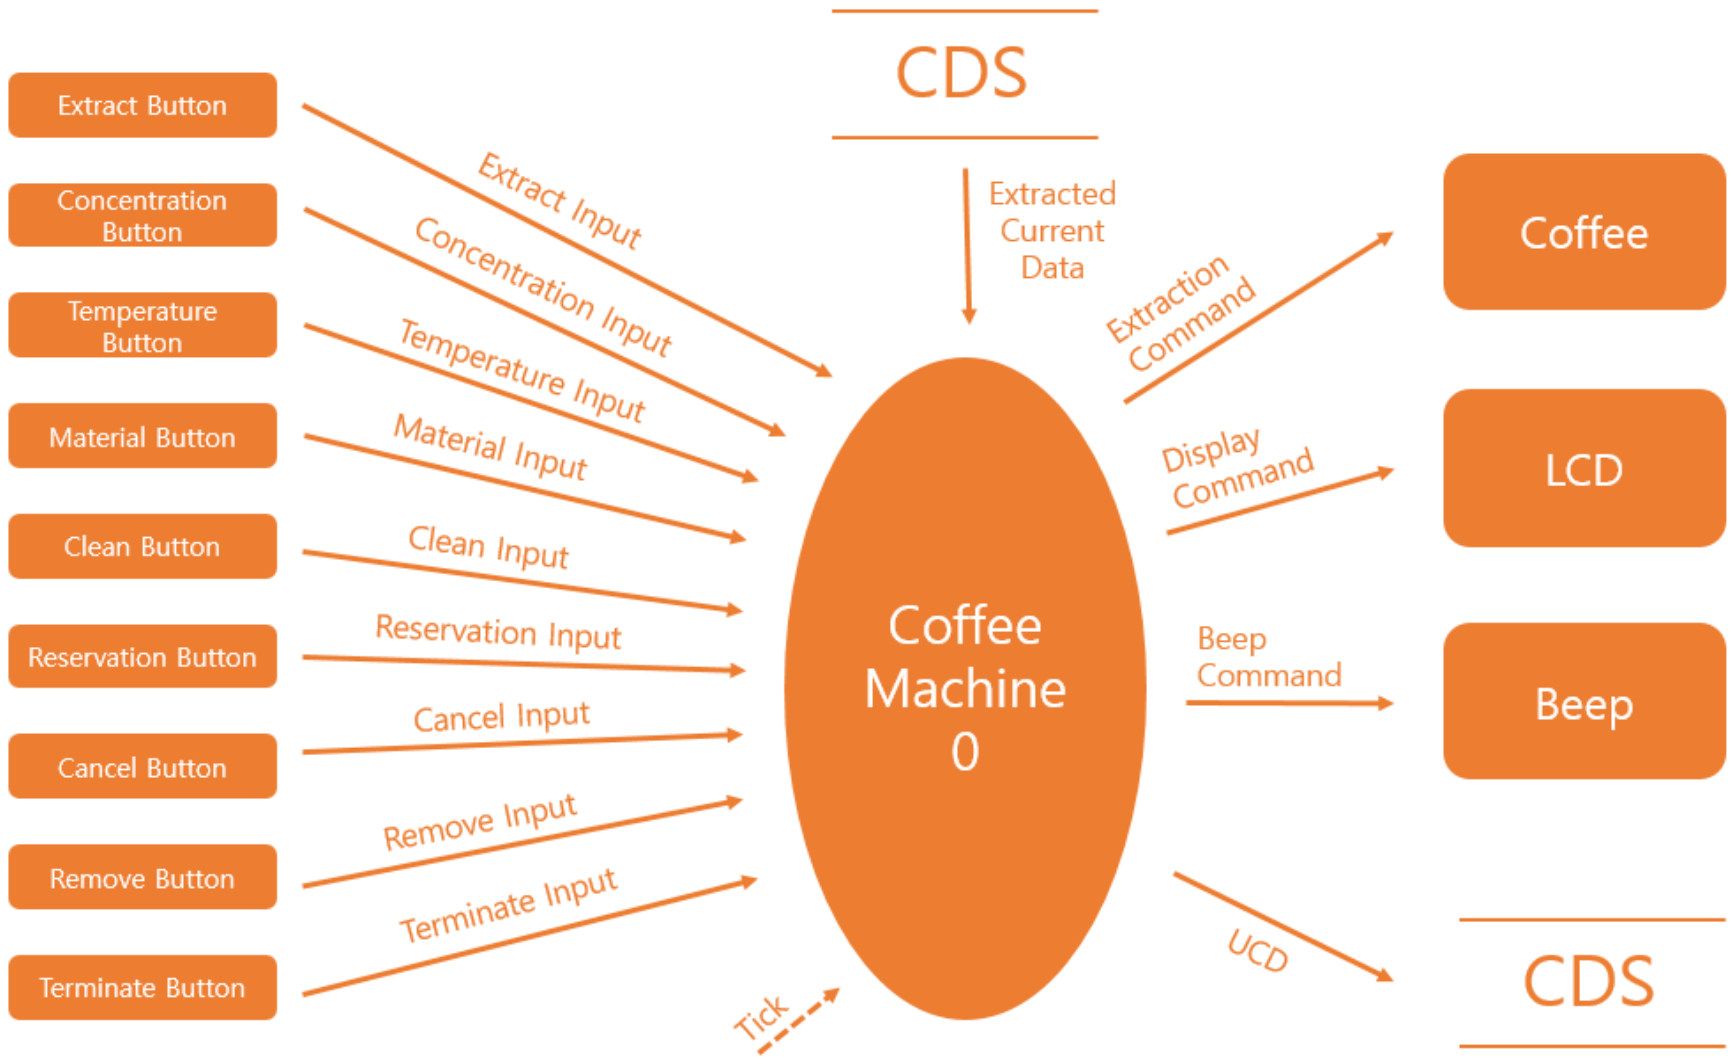 CDS
Extract Button
Concentration
Button
Temperature
Button
Material Button
Clean Button
Reservation Button
Cancel Button
Remove Button
Terminate Button
Extract Input
Concentration Input
Temperature Input
Material Input
Clean Input
Reservation Input
Cancel Input
Remove Input
Terminate Input
Tick
Extracted
Current
Data
Coffee
Machine
0
Extraction
Command
Display
Command
Beep
Command
UCD
Coffee
LCD
Beep
CDS